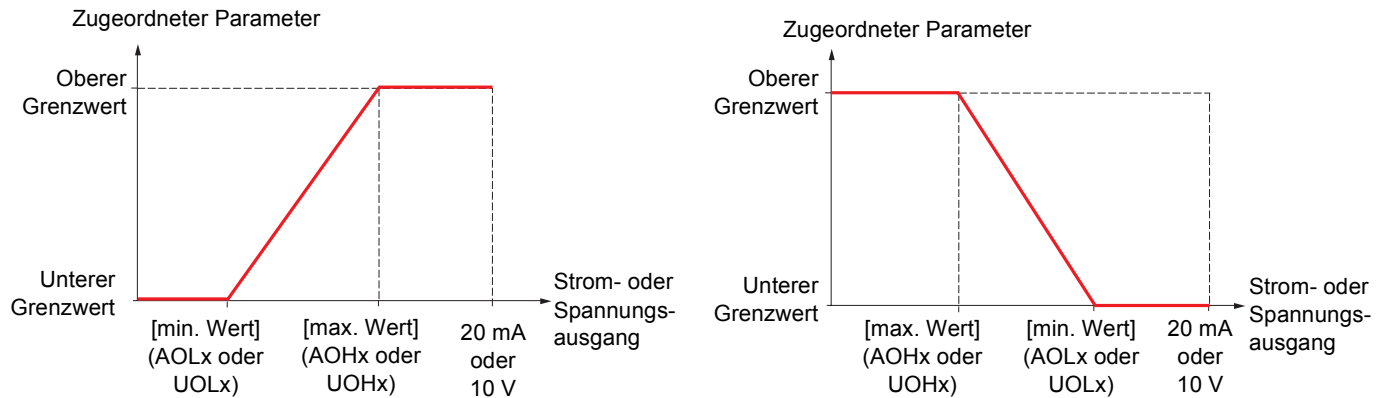 Zugeordneter Parameter
Oberer
Grenzwert
Unterer
Grenzwert
[min. Wert]
(AOLx oder
UOLx)
[max. Wert]
(AOHx oder
UOHx)
20 mA
oder
10 V
Strom- oder
Spannungs-
ausgang
Zugeordneter Parameter
Oberer
Grenzwert
Unterer
Grenzwert
[max. Wert]
(AOHx oder
UOHx)
[min. Wert]
(AOLx oder
UOLx)
20 mA
oder
10 V
Strom- oder
Spannungs-
ausgang